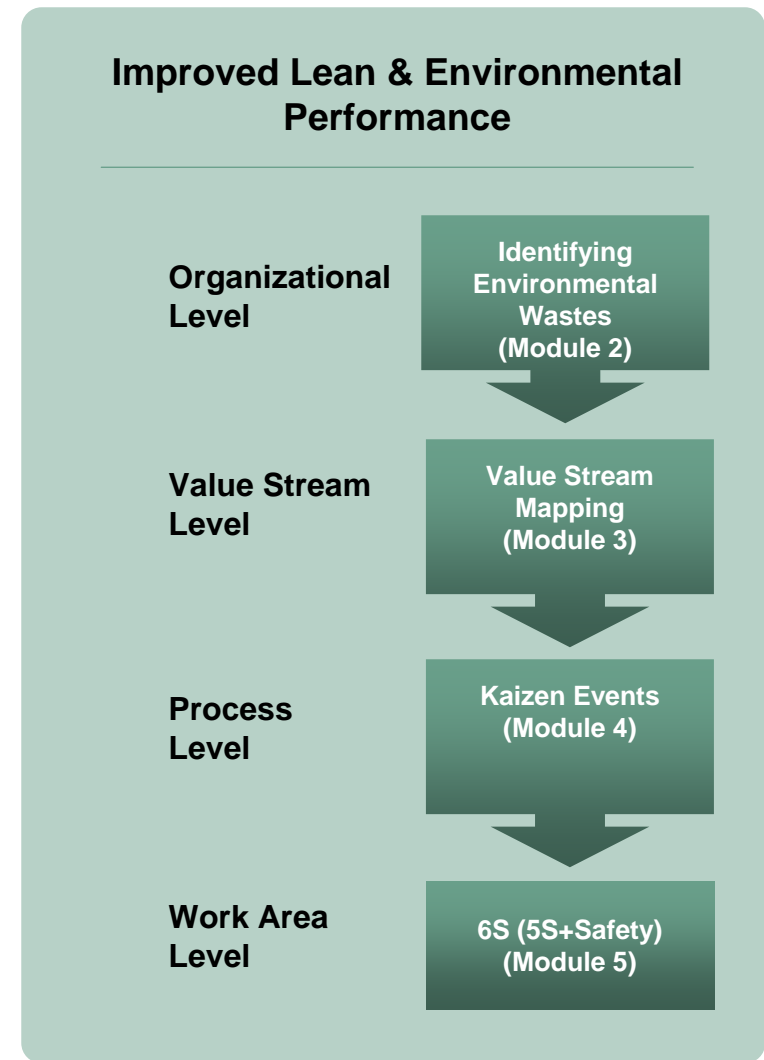 Improved Lean & Environmental
Performance
Organizational
Level
Identifying
Environmental
Wastes
(Module 2)
Value Stream
Level
Value Stream
Mapping
(Module 3)
Process
Level
Kaizen Events
(Module 4)
Work Area
Level
6S (5S+Safety)
(Module 5)